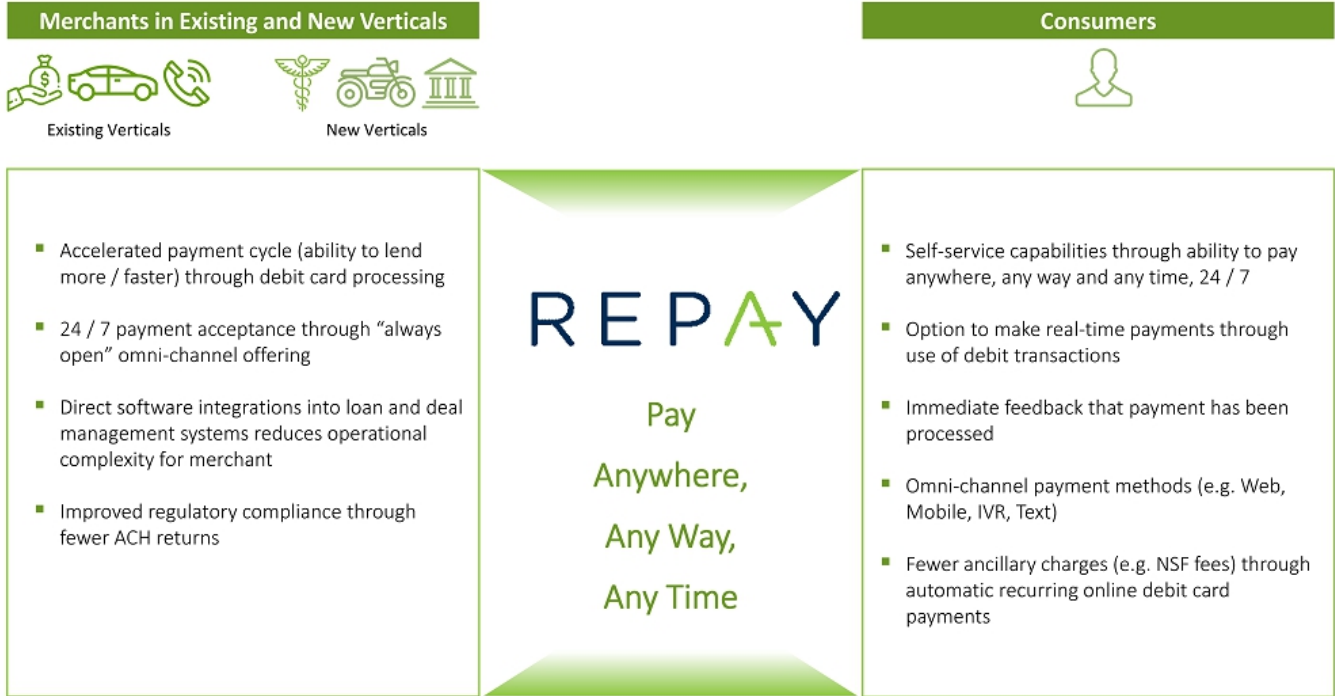 Merchants in Existing and New Verticals
Existing Verticals
New Verticals
▪ Accelerated payment cycle (ability to lend
more / faster) through debit card processing
▪ 24 / 7 payment acceptance through “always
open” omni-channel offering
▪ Direct software integrations into loan and deal
management systems reduces operational
complexity for merchant
▪ Improved regulatory compliance through
fewer ACH returns
REPAY
Pay
Anywhere,
Any Way,
Any Time
Consumers
▪ Self-service capabilities through ability to pay
anywhere, any way and any time, 24 / 7
▪ Option to make real-time payments through
use of debit transactions
▪ Immediate feedback that payment has been
processed
▪ Omni-channel payment methods (e.g. Web,
Mobile, IVR, Text)
▪ Fewer ancillary charges (e.g. NSF fees) through
automatic recurring online debit card
payments